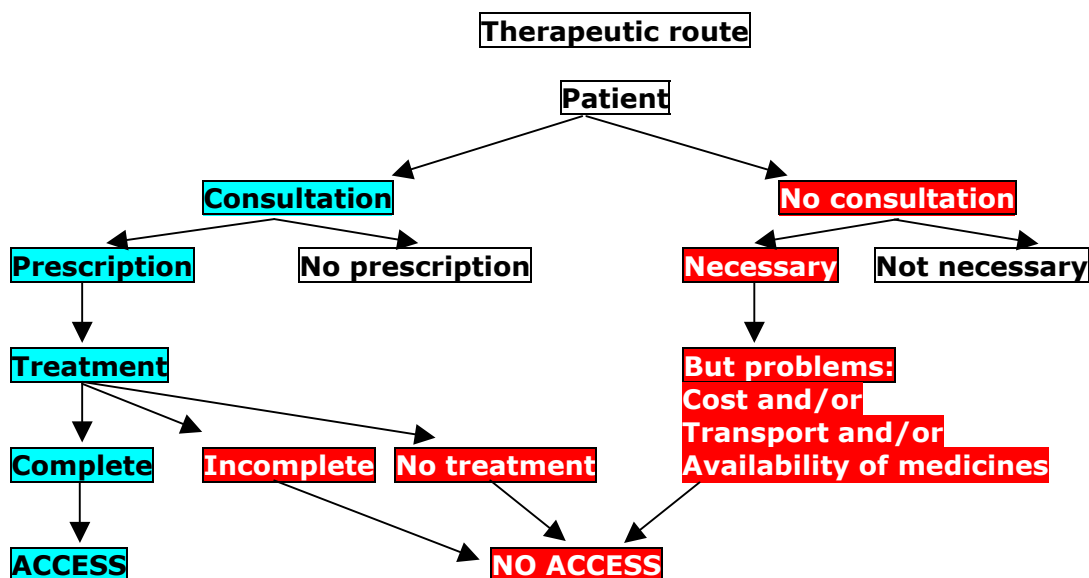 Therapeutic route
Patient
Consultation
No consultation
Prescription
No prescription
Necessary
Not necessary
Treatment
But problems:
Cost and/or
Transport and/or
Availability of medicines
Complete
Incomplete
No treatment
ACCESS
NO ACCESS